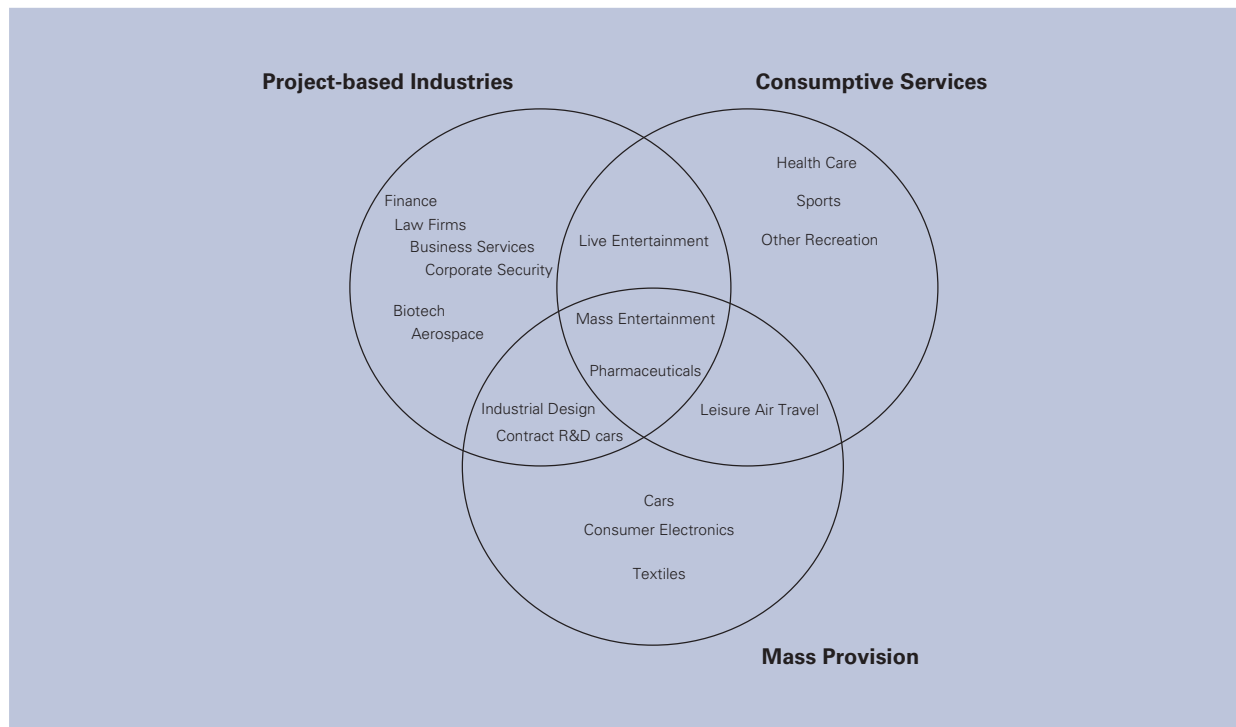 Project-based Industries
Consumptive Services
Health Care
Sports
Other Recreation
Finance
Law Firms
Business Services
Corporate Security
Biotech
Aerospace
Live Entertainment
Mass Entertainment
Pharmaceuticals
Industrial Design
Contract R&D cars
Leisure Air Travel
Cars
Consumer Electronics
Textiles
Mass Provision